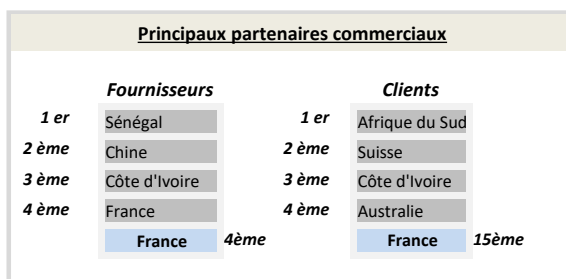 Principaux partenaires commerciaux
Fournisseurs Clients
1 er Sénégal 1 er Afrique du Sud
2 ème Chine 2 ème Suisse
3 ème Côte d'Ivoire 3 ème Côte d'Ivoire
4 ème France 4 ème Australie
France 4ème France 15ème